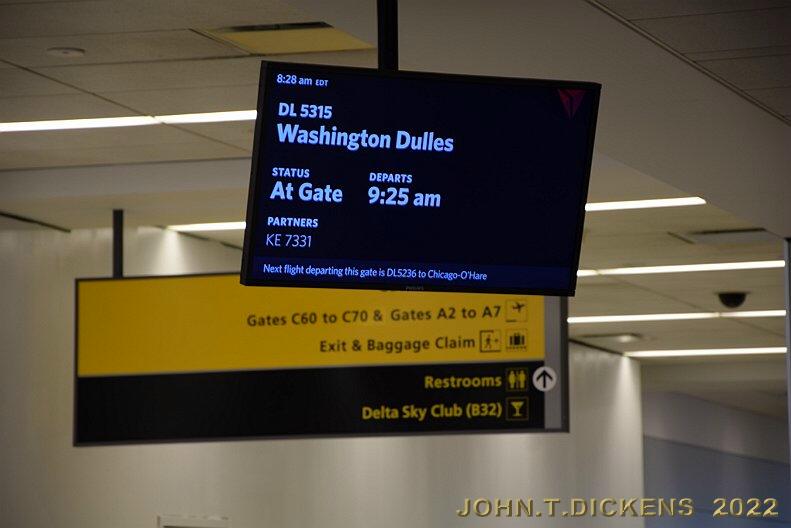 8:28 am EDT
DL 5315
Washington Dulles
STATUS DEPARTS
At Gate 9:25 am
PARTNERS
KE 7331
Next flight departing this gate is DL5236 to Chicago-O'Hare
PHILIPS
Gates C60 to C70 & Gates A2 to A7
Exit & Baggage Claim
Restrooms
Delta Sky Club (B32)
JOHN.T.DICKENS 2022